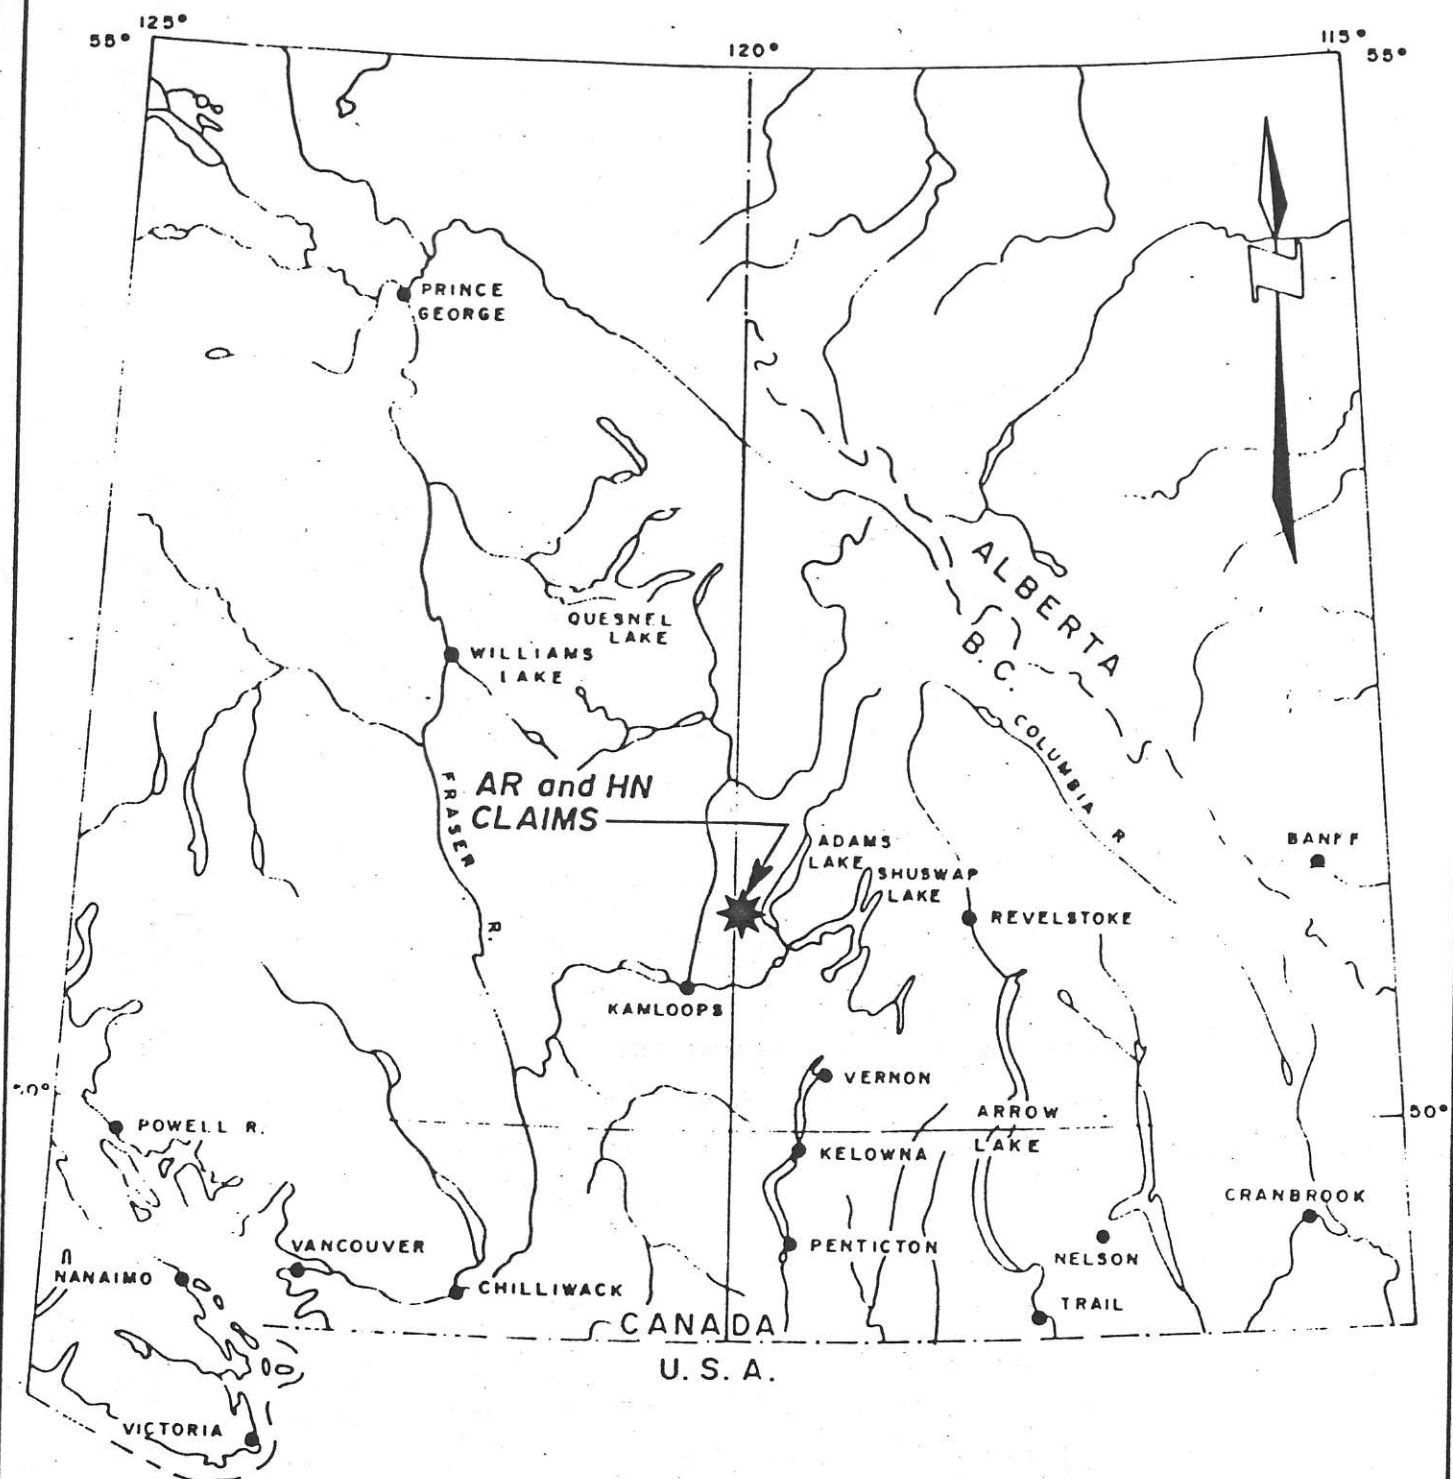 125°
55°
120°
115°
55°
PRINCE
GEORGE
ALBERTA
B.C.
QUESNEL
LAKE
WILLIAMS
LAKE
COLUMBIA R
FRASER R.
AR and HN
CLAIMS
ADAMS
LAKE
SHUSWAP
LAKE
BANFF
REVELSTOKE
KAMLOOPS
VERNON
ARROW
LAKE
50°
POWELL R.
KELOWNA
CRANBROOK
VANCOUVER
PENTICTON
NELSON
NANAIMO
CHILLIWACK
TRAIL
CANADA
U.S.A.
VICTORIA